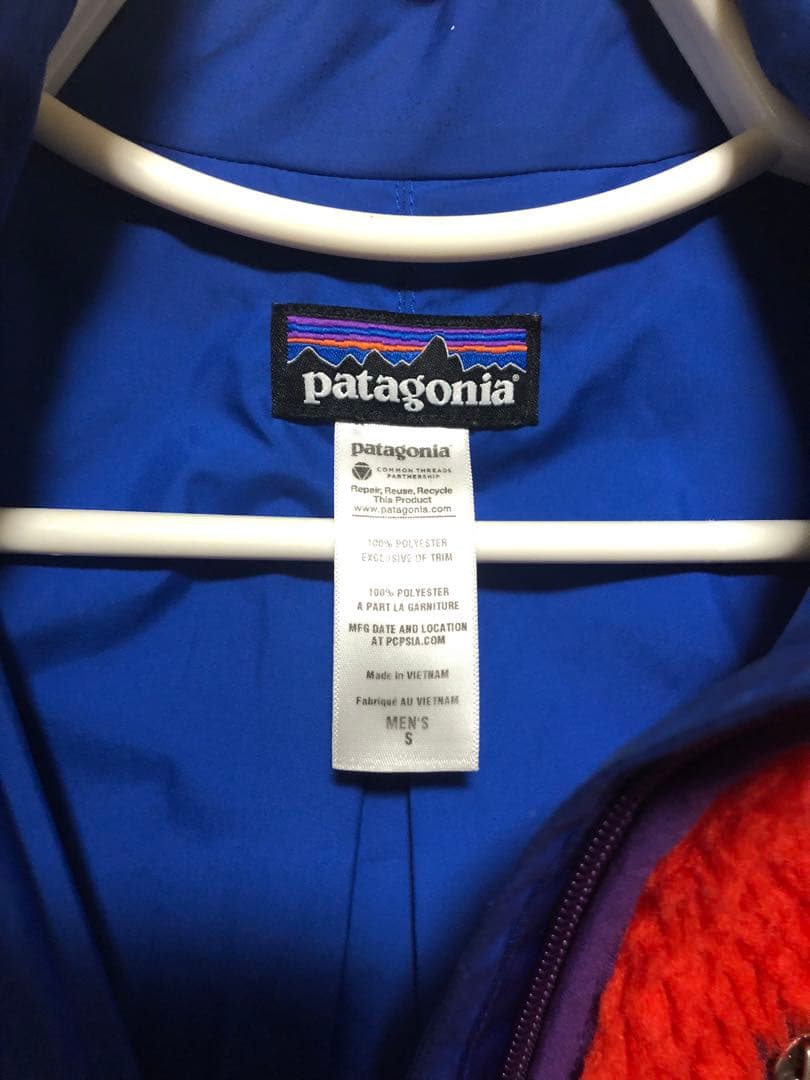 patagonia®
patagonia®
COMMON THREADS
PARTNERSHIP
Repair, Reuse, Recycle
This Product
www.patagonia.com
100% POLYESTER
EXCLUSIVE OF TRIM
100% POLYESTER
A PART LA GARNITURE
MFG DATE AND LOCATION
AT PCPSIA.COM
Made in VIETNAM
Fabriqué AU VIETNAM
MEN'S
S